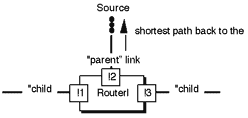 Source
shortest path back to the
"parent" link
"child
I2
"child
I1
RouterI
I3